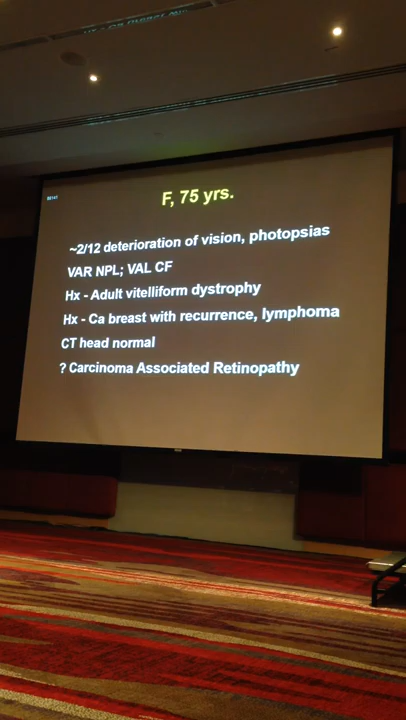 F, 75 yrs.
~2/12 deterioration of vision, photopsias
VAR NPL; VAL CF
Hx - Adult vitelliform dystrophy
Hx - Ca breast with recurrence, lymphoma
CT head normal
? Carcinoma Associated Retinopathy